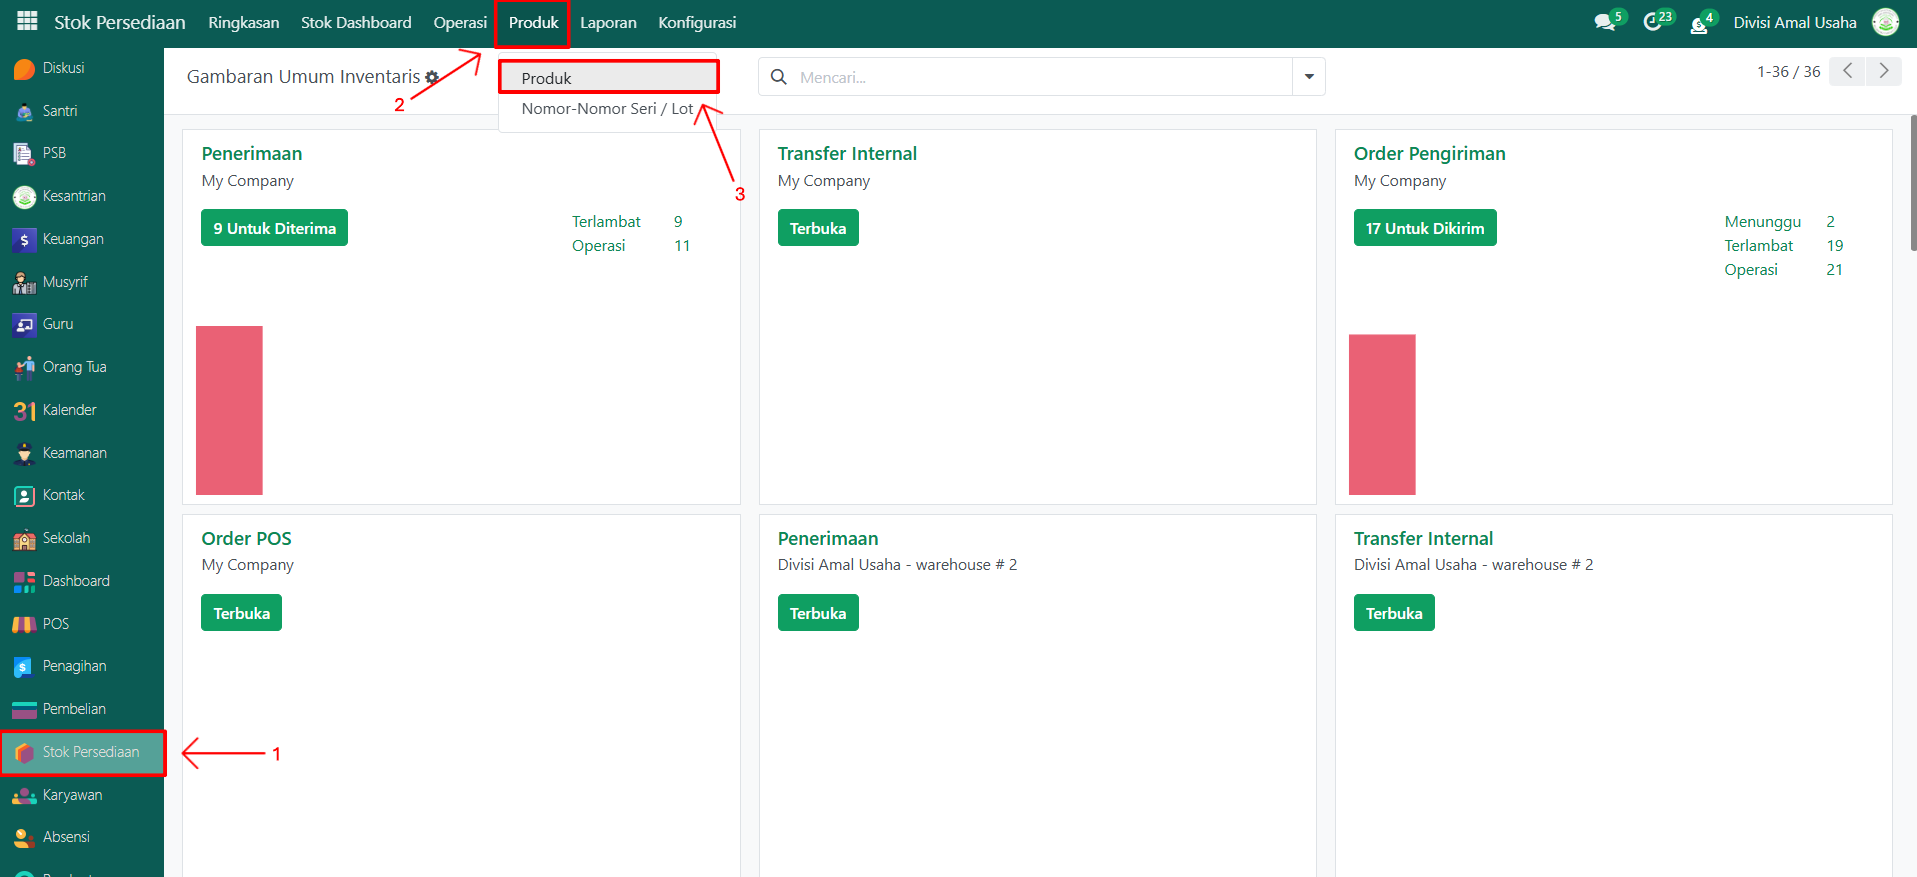 Stok Persediaan Ringkasan Stok Dashboard Operasi Produk Laporan Konfigurasi 5 23 4 Divisi Amal Usaha
Diskusi
Santri
PSB
Kesantrian
Keuangan
Musyrif
Guru
Orang Tua
31 Kalender
Keamanan
Kontak
Sekolah
Dashboard
POS
Penagihan
Pembelian
Stok Persediaan
Karyawan
Absensi
Gambaran Umum Inventaris
Produk
Nomor-Nomor Seri / Lot
Mencari...
1-36 / 36
1
2
3
Penerimaan
My Company
9 Untuk Diterima
Terlambat 9
Operasi 11
Transfer Internal
My Company
Terbuka
Order Pengiriman
My Company
17 Untuk Dikirim
Menunggu 2
Terlambat 19
Operasi 21
Order POS
My Company
Terbuka
Penerimaan
Divisi Amal Usaha - warehouse # 2
Terbuka
Transfer Internal
Divisi Amal Usaha - warehouse # 2
Terbuka